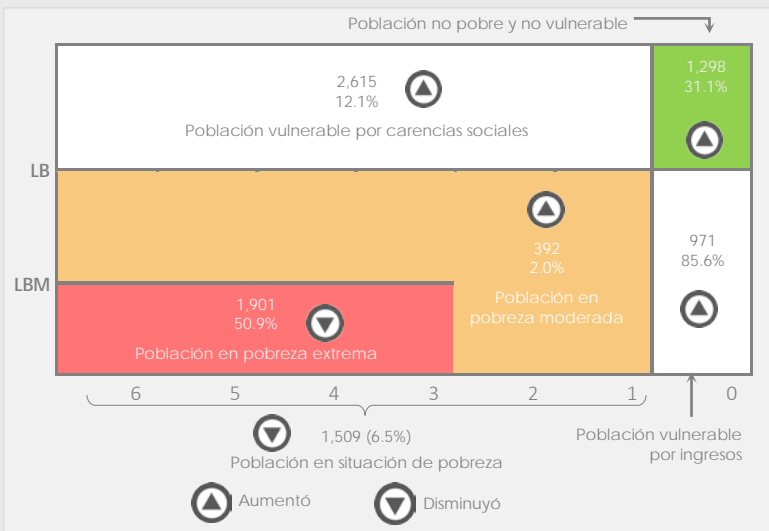 Población no pobre y no vulnerable
1,298
31.1%
2,615
12.1%
Población vulnerable por carencias sociales
LB
392
2.0%
Población en
pobreza moderada
971
85.6%
LBM
1,901
50.9%
Población en pobreza extrema
6 5 4 3 2 1 0
1,509 (6.5%)
Población en situación de pobreza
Población vulnerable
por ingresos
Aumentó
Disminuyó